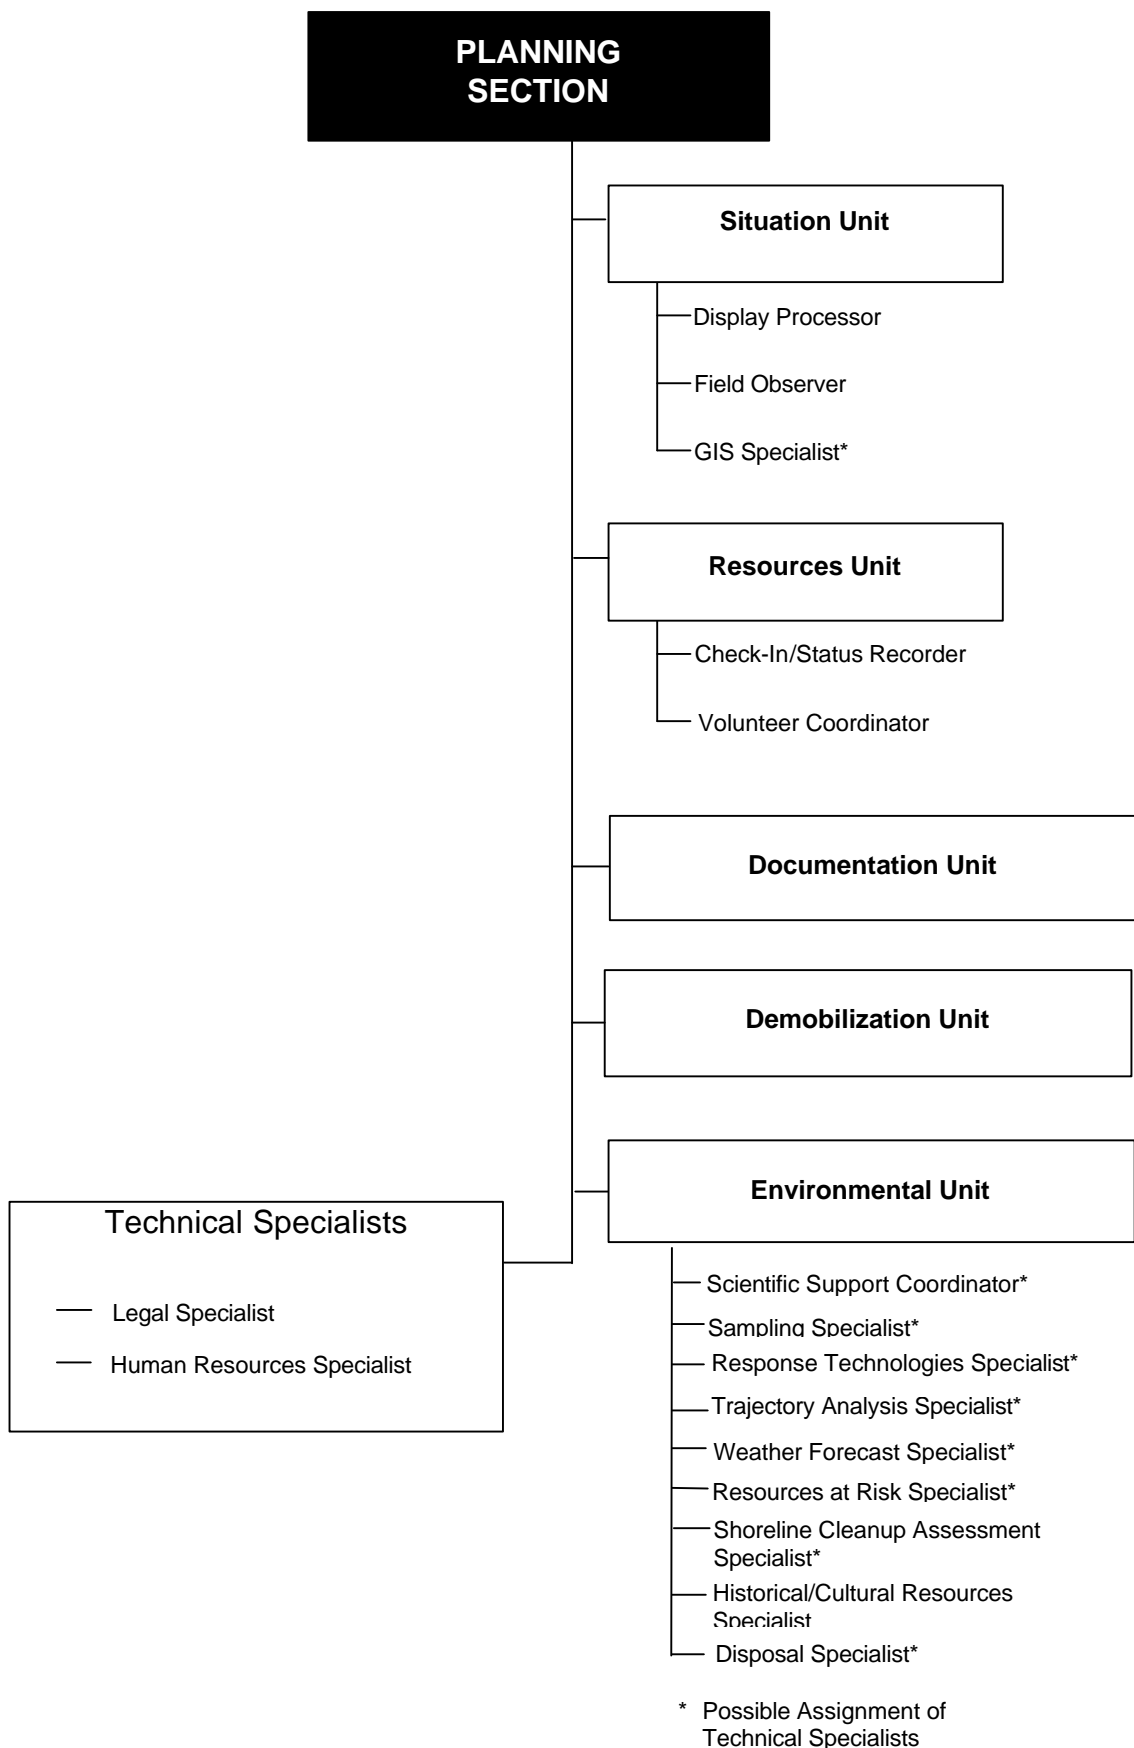 PLANNING
SECTION
Situation Unit
Display Processor
Field Observer
GIS Specialist*
Resources Unit
Check-In/Status Recorder
Volunteer Coordinator
Documentation Unit
Demobilization Unit
Environmental Unit
Technical Specialists
Legal Specialist
Human Resources Specialist
Scientific Support Coordinator*
Sampling Specialist*
Response Technologies Specialist*
Trajectory Analysis Specialist*
Weather Forecast Specialist*
Resources at Risk Specialist*
Shoreline Cleanup Assessment
Specialist*
Historical/Cultural Resources
Specialist
Disposal Specialist*
* Possible Assignment of
Technical Specialists